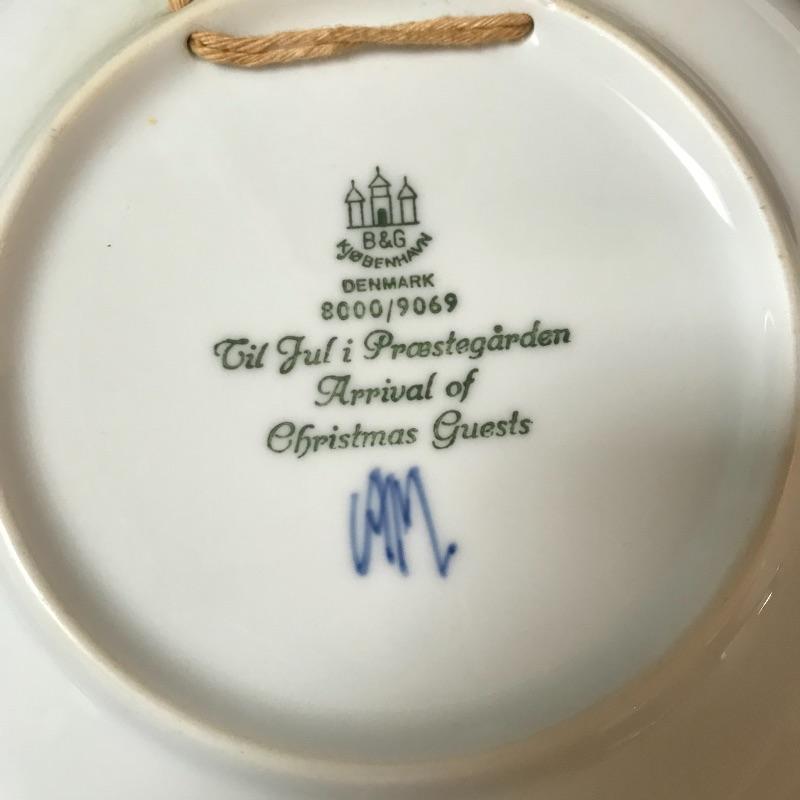 B&G
KJØBENHAVN
DENMARK
8000/9069
Til Jul i Præstegården
Arrival of
Christmas Guests